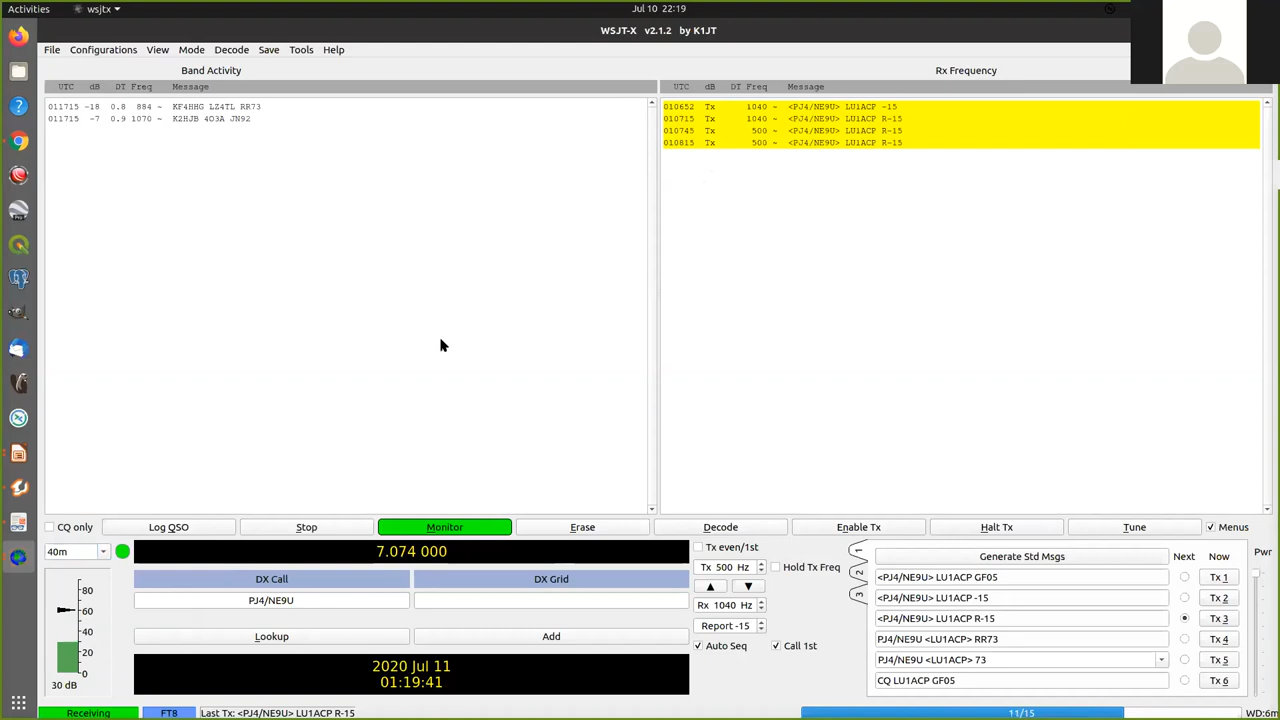 Activities
wsjtx
Jul 10 22:19
WSJT-X v2.1.2 by K1JT
File Configurations View Mode Decode Save Tools Help
Band Activity
Rx Frequency
UTC dB DT Freq Message
UTC dB DT Freq Message
011715 -18 0.8 884 ~ KF4HHG LZ4TL RR73
011715 -7 0.9 1070 ~ K2HJB 4O3A JN92
010652 Tx 1040 ~ <PJ4/NE9U> LU1ACP -15
010715 Tx 1040 ~ <PJ4/NE9U> LU1ACP R-15
010745 Tx 500 ~ <PJ4/NE9U> LU1ACP R-15
010815 Tx 500 ~ <PJ4/NE9U> LU1ACP R-15
CQ only Log QSO Stop Monitor Erase Decode Enable Tx Halt Tx Tune Menus
40m
7.074 000
DX Call
DX Grid
PJ4/NE9U
Lookup
Add
2020 Jul 11
01:19:41
80
60
40
20
0
30 dB
Tx even/1st
Tx 500 Hz
Hold Tx Freq
▲ ▼
Rx 1040 Hz
Report -15
Auto Seq
Call 1st
1
2
3
Generate Std Msgs Next Now Pwr
<PJ4/NE9U> LU1ACP GF05 Tx 1
<PJ4/NE9U> LU1ACP -15 Tx 2
<PJ4/NE9U> LU1ACP R-15 Tx 3
PJ4/NE9U <LU1ACP> RR73 Tx 4
PJ4/NE9U <LU1ACP> 73 Tx 5
CQ LU1ACP GF05 Tx 6
Receiving FT8 Last Tx: <PJ4/NE9U> LU1ACP R-15 11/15 WD:6m